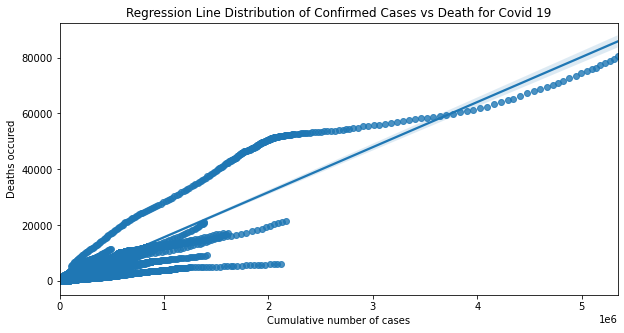 Regression Line Distribution of Confirmed Cases vs Death for Covid 19
80000
60000
40000
20000
0
Deaths occured
0 1 2 3 4 5
1e6
Cumulative number of cases